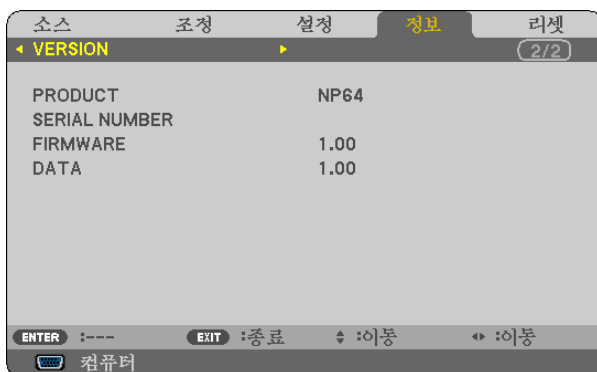 소스 조정 설정 정보 리셋
VERSION (2/2)
PRODUCT NP64
SERIAL NUMBER
FIRMWARE 1.00
DATA 1.00
ENTER :--- EXIT :종료 :이동 :이동
컴퓨터